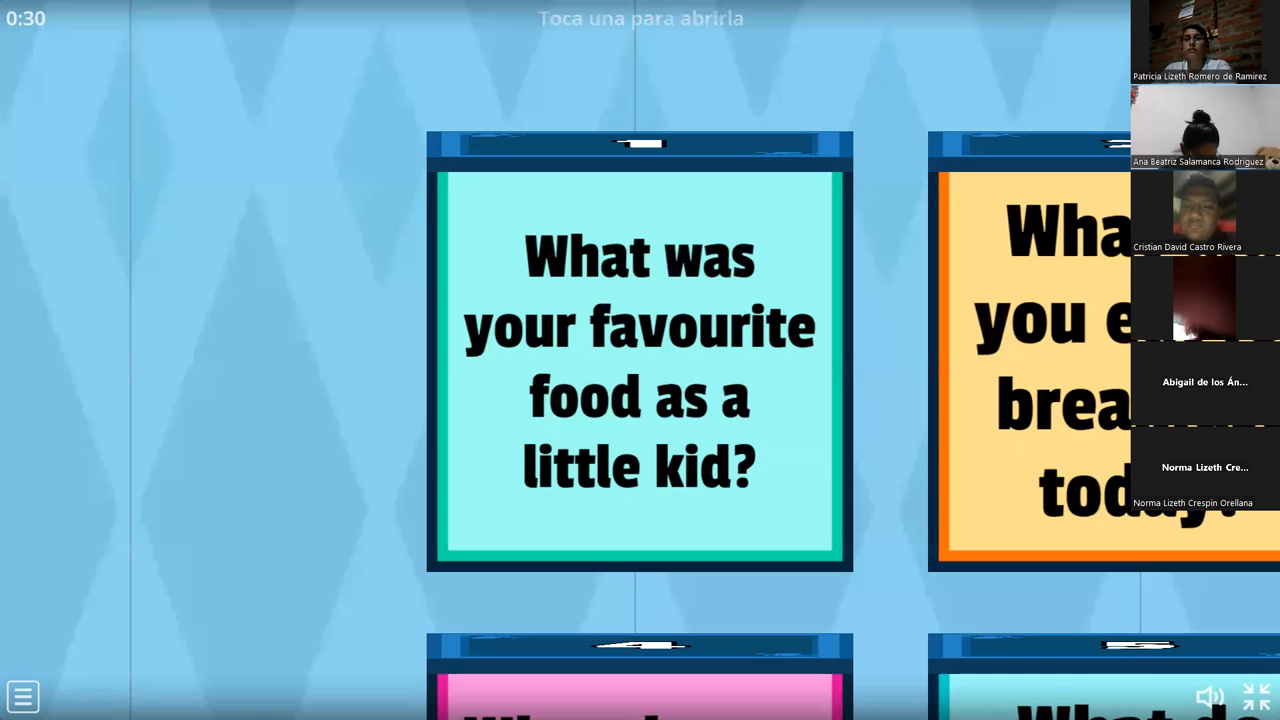 0:30
Toca una para abrirla
What was
your favourite
food as a
little kid?
Wha
you e
brea
today?
Patricia Lizeth Romero de Ramirez
Ana Beatriz Salamanca Rodriguez
Cristian David Castro Rivera
Abigail de los Án...
Norma Lizeth Cre...
Norma Lizeth Crespin Orellana